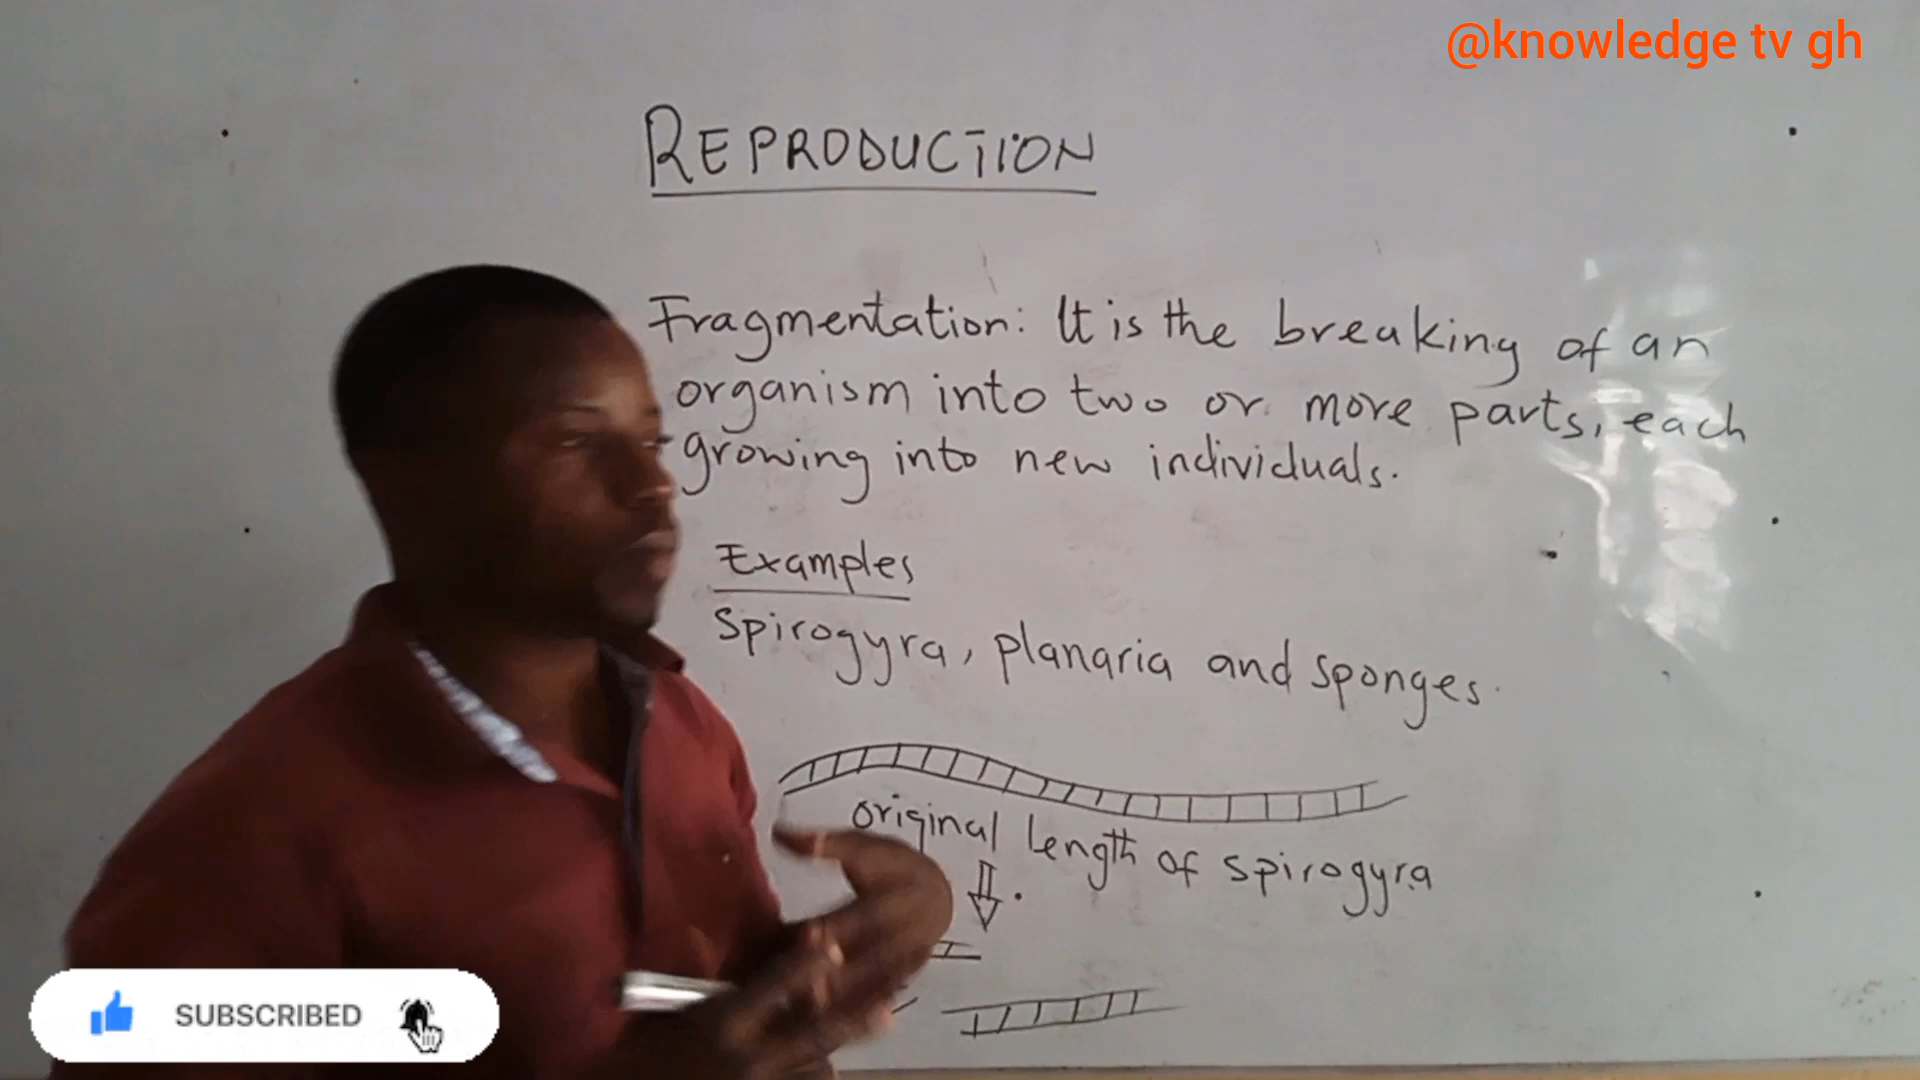 @knowledge tv gh
REPRODUCTION
Fragmentation: It is the breaking of an
organism into two or more parts, each
growing into new individuals.
Examples
Spirogyra, planaria and sponges.
original length of spirogyra
SUBSCRIBED